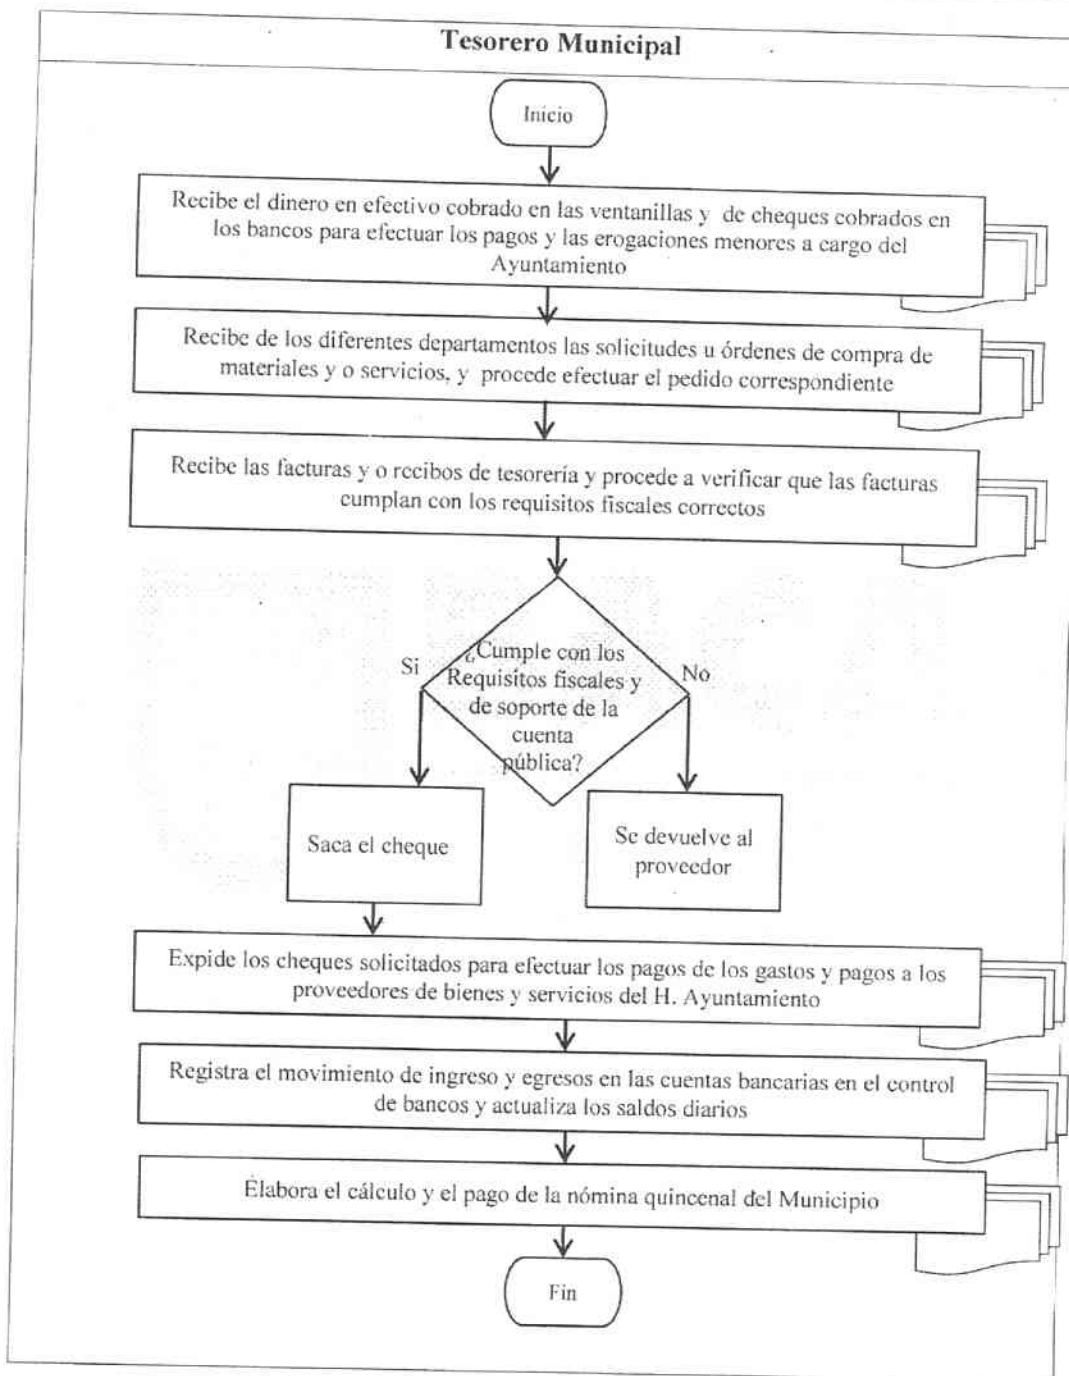 Tesorero Municipal
Inicio
Recibe el dinero en efectivo cobrado en las ventanillas y de cheques cobrados en
los bancos para efectuar los pagos y las erogaciones menores a cargo del
Ayuntamiento
Recibe de los diferentes departamentos las solicitudes u órdenes de compra de
materiales y o servicios, y procede efectuar el pedido correspondiente
Recibe las facturas y o recibos de tesorería y procede a verificar que las facturas
cumplan con los requisitos fiscales correctos
¿Cumple con los
Requisitos fiscales y
de soporte de la
cuenta
pública?
Si
No
Saca el cheque
Se devuelve al
proveedor
Expide los cheques solicitados para efectuar los pagos de los gastos y pagos a los
proveedores de bienes y servicios del H. Ayuntamiento
Registra el movimiento de ingreso y egresos en las cuentas bancarias en el control
de bancos y actualiza los saldos diarios
Elabora el cálculo y el pago de la nómina quincenal del Municipio
Fin